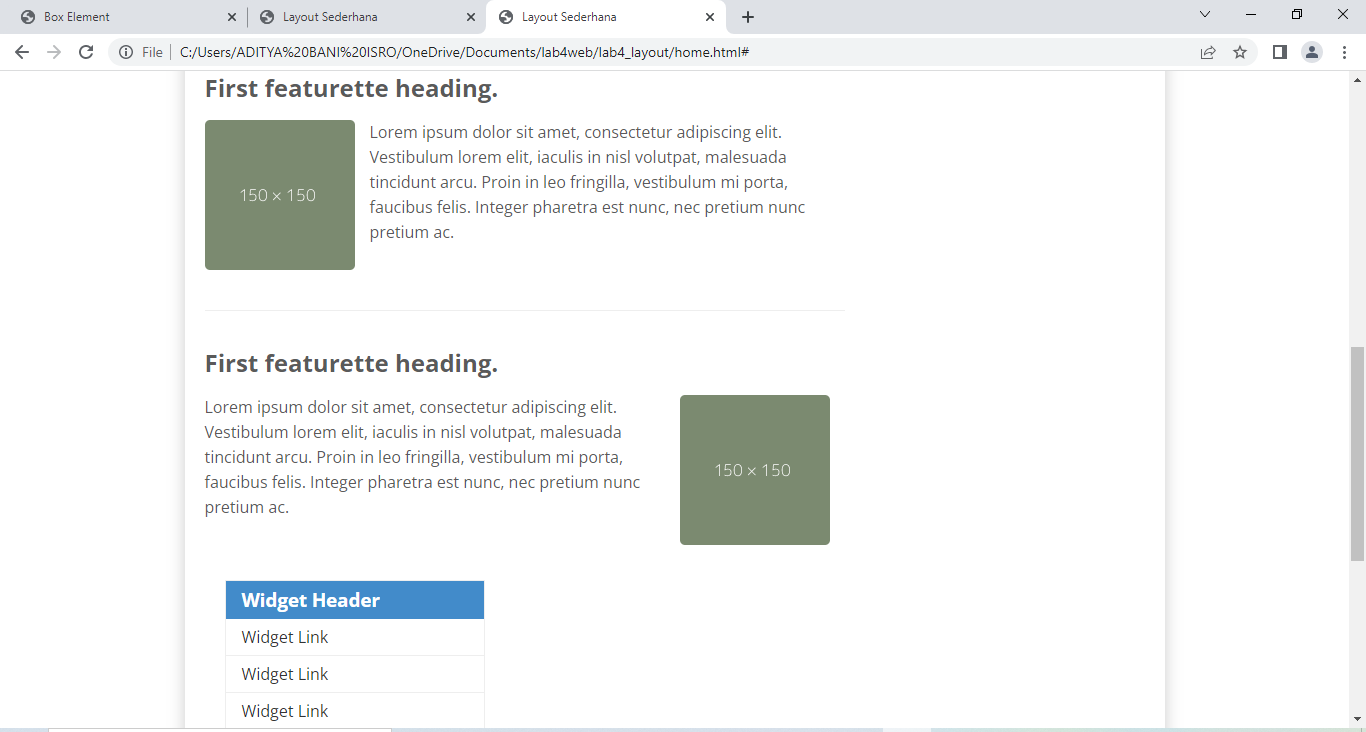 Box Element
Layout Sederhana
Layout Sederhana
File
C:/Users/ADITYA%20BANI%20ISRO/OneDrive/Documents/lab4web/lab4_layout/home.html#
First featurette heading.
150 × 150
Lorem ipsum dolor sit amet, consectetur adipiscing elit.
Vestibulum lorem elit, iaculis in nisl volutpat, malesuada
tincidunt arcu. Proin in leo fringilla, vestibulum mi porta,
faucibus felis. Integer pharetra est nunc, nec pretium nunc
pretium ac.
First featurette heading.
Lorem ipsum dolor sit amet, consectetur adipiscing elit.
Vestibulum lorem elit, iaculis in nisl volutpat, malesuada
tincidunt arcu. Proin in leo fringilla, vestibulum mi porta,
faucibus felis. Integer pharetra est nunc, nec pretium nunc
pretium ac.
150 × 150
Widget Header
Widget Link
Widget Link
Widget Link